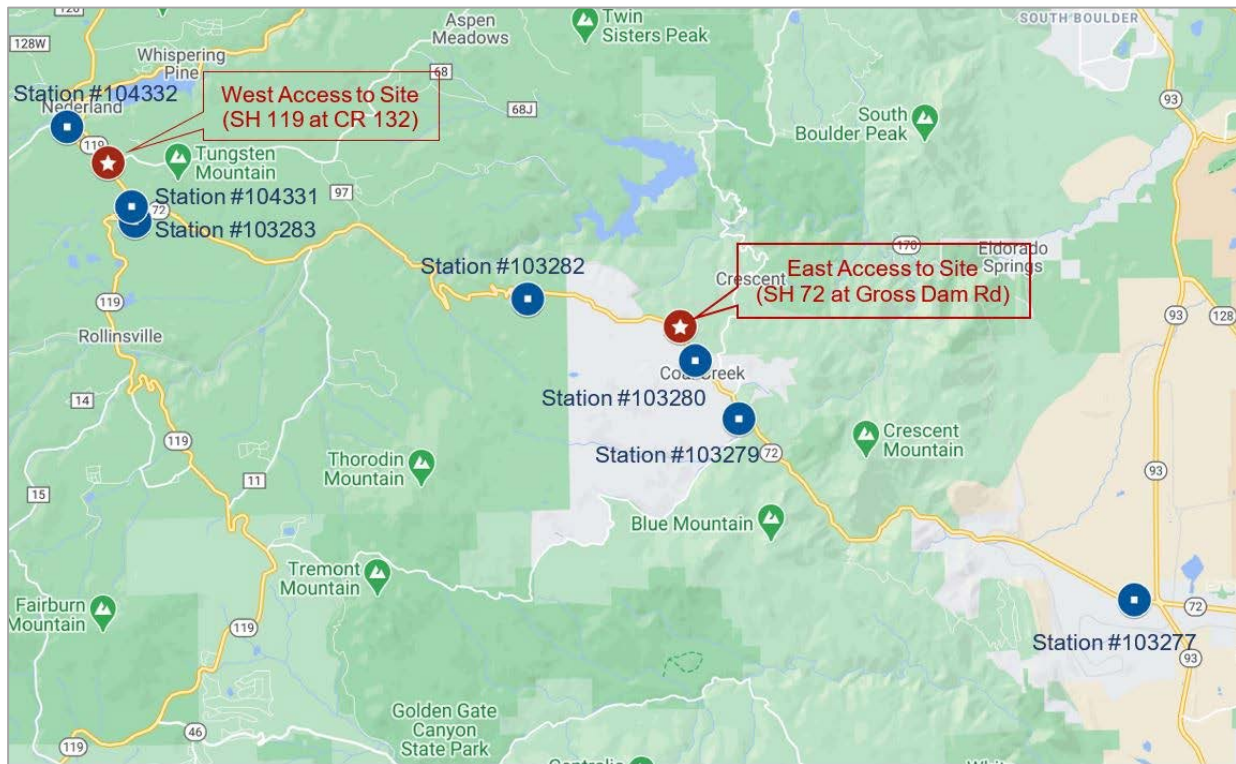 Aspen
Meadows
Twin
Sisters Peak
SOUTH BOULDER
128W
Whispering
Pine
68
93
Station #104332
Nederland
West Access to Site
(SH 119 at CR 132)
68J
119
South
Boulder Peak
Tungsten
Mountain
97
Station #104331
72
Station #103283
170
Eldorado
Springs
Station #103282
Crescent
East Access to Site
(SH 72 at Gross Dam Rd)
119
93
128
Rollinsville
Coal Creek
14
Station #103280
119
Crescent
Mountain
Station #103279
72
Thorodin
Mountain
93
11
15
Blue Mountain
Tremont
Mountain
Fairburn
Mountain
72
119
Station #103277
93
Golden Gate
Canyon
State Park
46
119